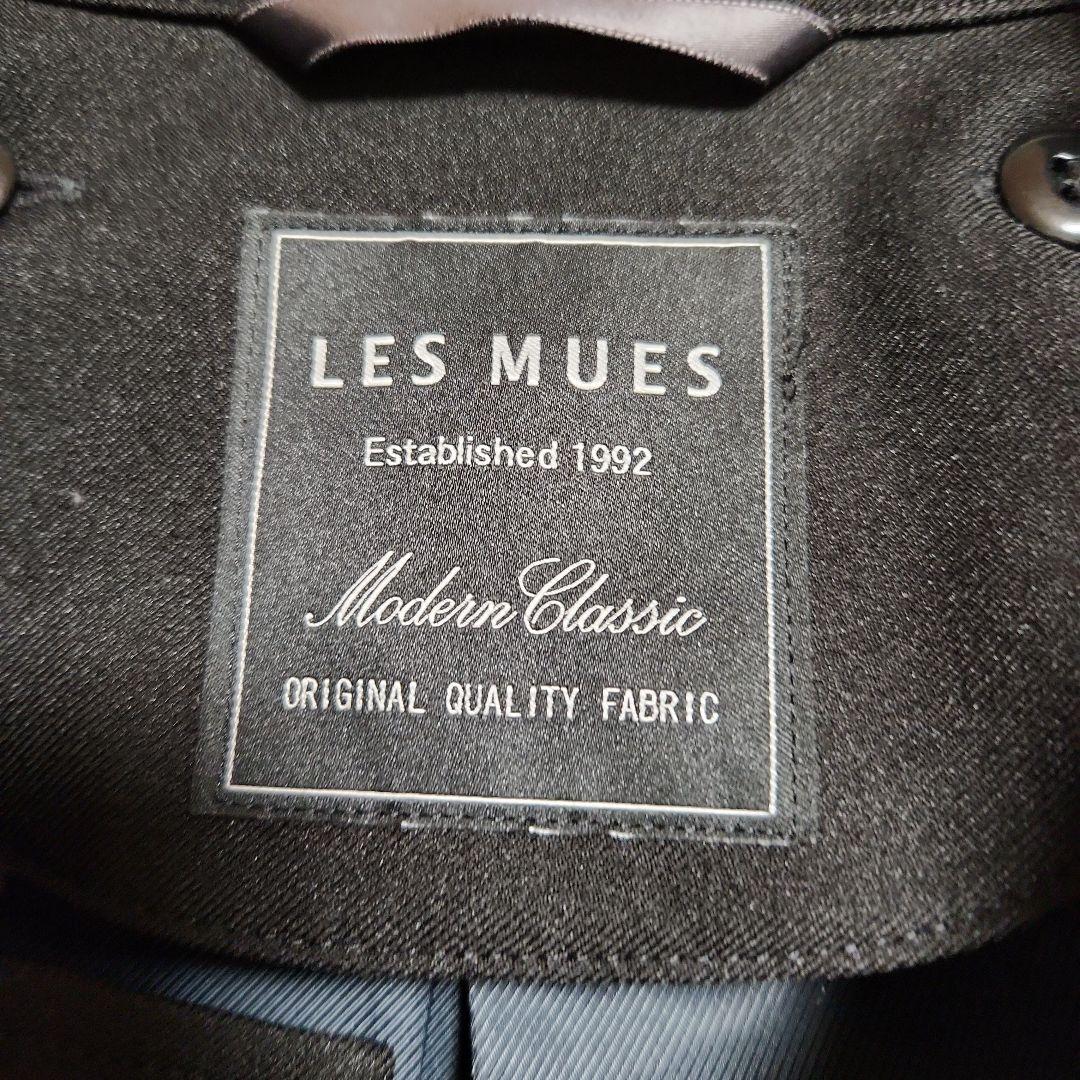 LES MUES
Established 1992
Modern Classic
ORIGINAL QUALITY FABRIC